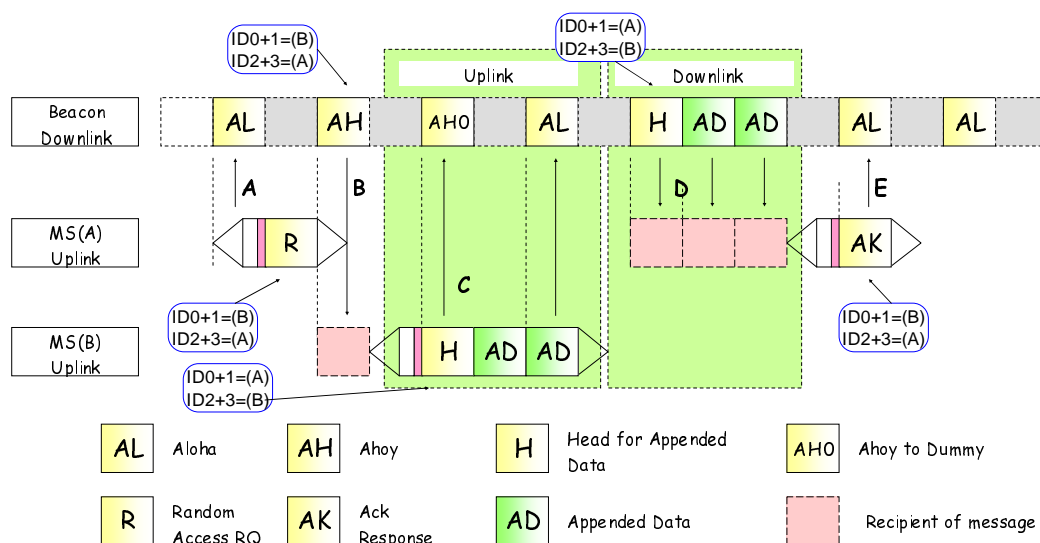 ID0+1=(B)
ID2+3=(A)
ID0+1=(A)
ID2+3=(B)
Uplink
Downlink
Beacon
Downlink
AL
AH
AH0
AL
H
AD
AD
AL
AL
A
B
D
E
MS(A)
Uplink
R
AK
C
ID0+1=(B)
ID2+3=(A)
ID0+1=(B)
ID2+3=(A)
MS(B)
Uplink
H
AD
AD
ID0+1=(A)
ID2+3=(B)
AL
Aloha
AH
Ahoy
H
Head for Appended
Data
AH0
Ahoy to Dummy
R
Random
Access RQ
AK
Ack
Response
AD
Appended Data
Recipient of message